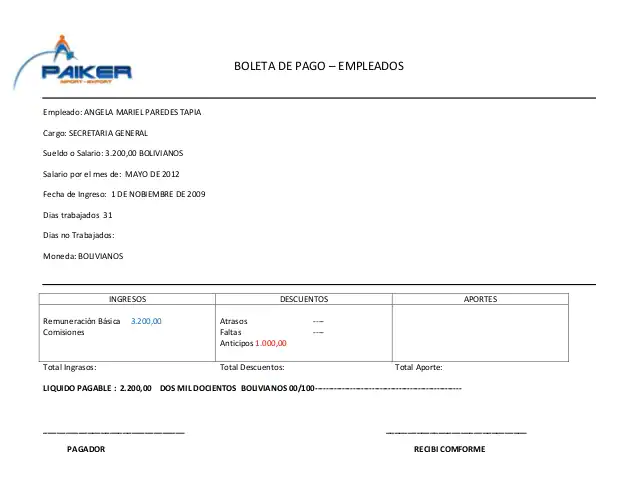 PAIKER
IMPORT - EXPORT
BOLETA DE PAGO – EMPLEADOS
Empleado: ANGELA MARIEL PAREDES TAPIA
Cargo: SECRETARIA GENERAL
Sueldo o Salario: 3.200,00 BOLIVIANOS
Salario por el mes de: MAYO DE 2012
Fecha de Ingreso: 1 DE NOBIEMBRE DE 2009
Dias trabajados 31
Dias no Trabajados:
Moneda: BOLIVIANOS
INGRESOS DESCUENTOS APORTES
Remuneración Básica 3.200,00 Atrasos ----
Comisiones Faltas ----
Anticipos 1.000,00
Total Ingrasos: Total Descuentos: Total Aporte:
LIQUIDO PAGABLE : 2.200,00 DOS MIL DOCIENTOS BOLIVIANOS 00/100----------------------------------------------------
PAGADOR RECIBI COMFORME